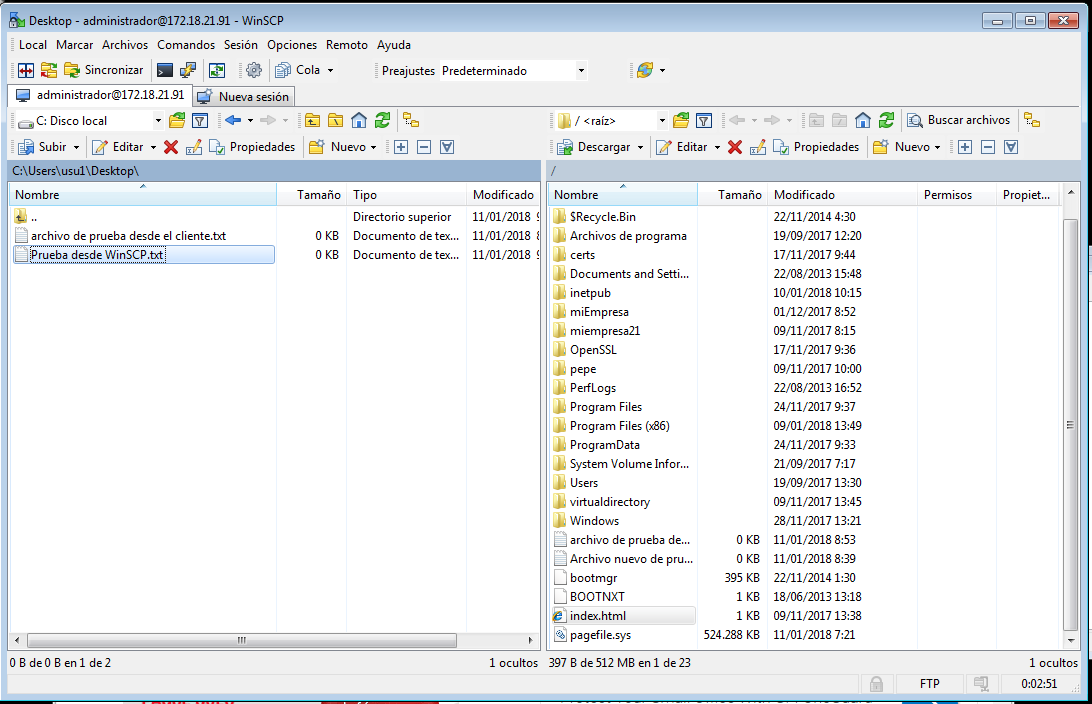 Desktop - administrador@172.18.21.91 - WinSCP
Local Marcar Archivos Comandos Sesión Opciones Remoto Ayuda
Sincronizar Cola Preajustes Predeterminado
administrador@172.18.21.91 Nueva sesión
C: Disco local
/ <raíz> Buscar archivos
Subir Editar Propiedades Nuevo
Descargar Editar Propiedades Nuevo
C:\Users\usu1\Desktop\
Nombre Tamaño Tipo Modificado
.. Directorio superior 11/01/2018 9
archivo de prueba desde el cliente.txt 0 KB Documento de tex... 11/01/2018 8
Prueba desde WinSCP.txt 0 KB Documento de tex... 11/01/2018 9
0 B de 0 B en 1 de 2 1 ocultos
/
Nombre Tamaño Modificado Permisos Propiet...
$Recycle.Bin 22/11/2014 4:30
Archivos de programa 19/09/2017 12:20
certs 17/11/2017 9:44
Documents and Setti... 22/08/2013 15:48
inetpub 10/01/2018 10:15
miEmpresa 01/12/2017 8:52
miempresa21 09/11/2017 8:15
OpenSSL 17/11/2017 9:36
pepe 09/11/2017 10:00
PerfLogs 22/08/2013 16:52
Program Files 24/11/2017 9:37
Program Files (x86) 09/01/2018 13:49
ProgramData 24/11/2017 9:33
System Volume Infor... 21/09/2017 7:17
Users 19/09/2017 13:30
virtualdirectory 09/11/2017 13:45
Windows 28/11/2017 13:21
archivo de prueba de... 0 KB 11/01/2018 8:53
Archivo nuevo de pru... 0 KB 11/01/2018 8:39
bootmgr 395 KB 22/11/2014 1:30
BOOTNXT 1 KB 18/06/2013 13:18
index.html 1 KB 09/11/2017 13:38
pagefile.sys 524.288 KB 11/01/2018 7:21
397 B de 512 MB en 1 de 23 1 ocultos
FTP 0:02:51